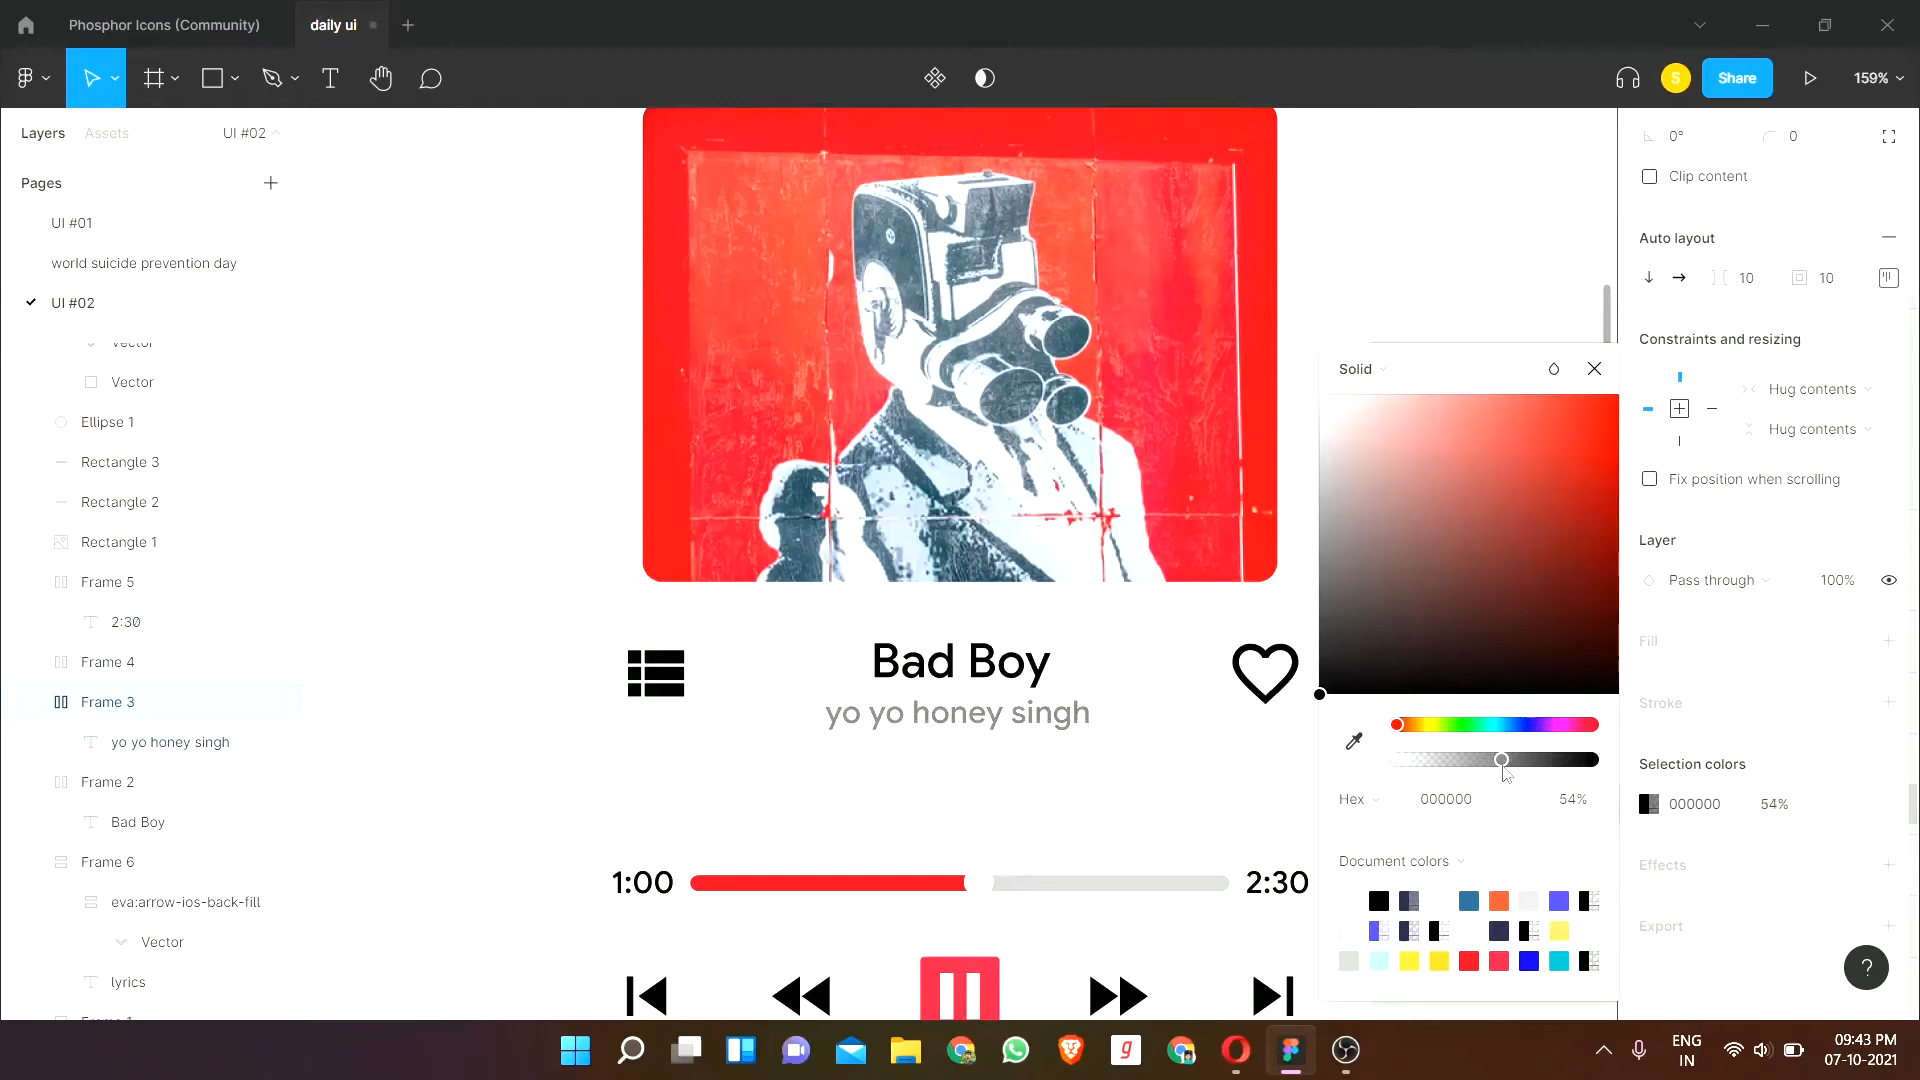 Phosphor Icons (Community)
daily ui
S
Share
159%
Layers
Assets
UI #02
Pages
UI #01
world suicide prevention day
UI #02
Vector
Vector
Ellipse 1
Rectangle 3
Rectangle 2
Rectangle 1
Frame 5
2:30
Frame 4
Frame 3
yo yo honey singh
Frame 2
Bad Boy
Frame 6
eva:arrow-ios-back-fill
Vector
lyrics
Bad Boy
yo yo honey singh
1:00
2:30
Solid
Hex
000000
54%
Document colors
0°
0
Clip content
Auto layout
10
10
Constraints and resizing
Hug contents
Hug contents
Fix position when scrolling
Layer
Pass through
100%
Fill
Stroke
Selection colors
000000
54%
Effects
Export
?
g
ENG
IN
09:43 PM
07-10-2021